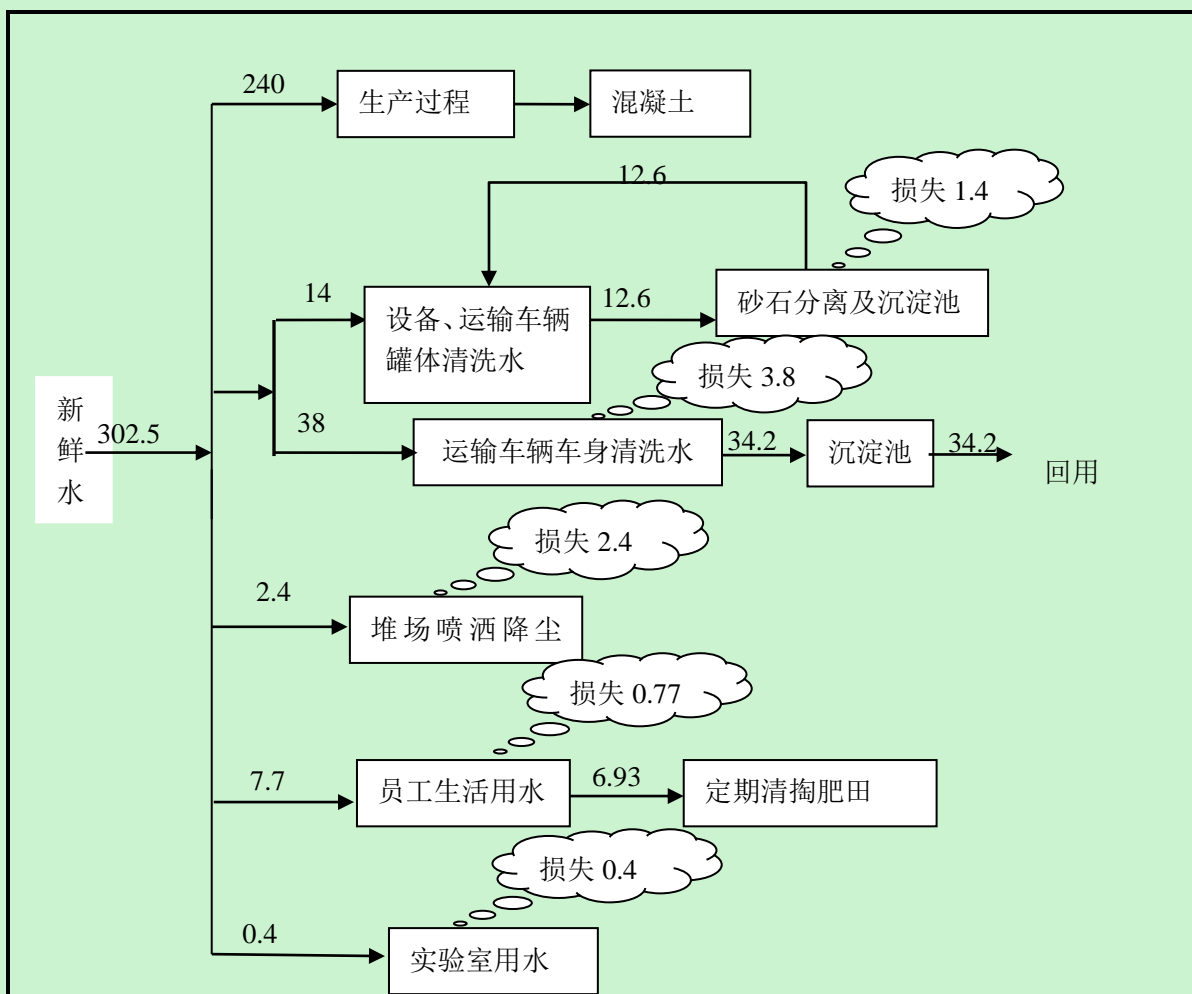 240
生产过程
混凝土
12.6
损失 1.4
14
设备、运输车辆
罐体清洗水
12.6
砂石分离及沉淀池
损失 3.8
新
鲜
水
302.5
38
运输车辆车身清洗水
34.2
沉淀池
34.2
回用
损失 2.4
2.4
堆场喷洒降尘
损失 0.77
7.7
员工生活用水
6.93
定期清掏肥田
损失 0.4
0.4
实验室用水